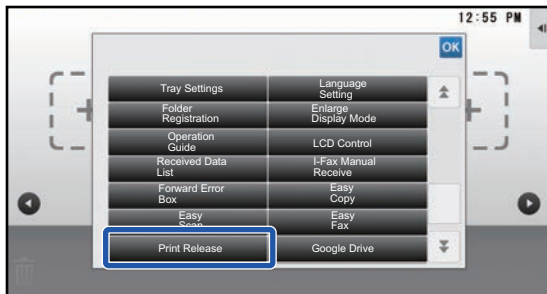 12:55 PM
OK
Tray Settings
Language
Setting
Folder
Registration
Enlarge
Display Mode
Operation
Guide
LCD Control
Received Data
List
I-Fax Manual
Receive
Forward Error
Box
Easy
Copy
Easy
Scan
Easy
Fax
Print Release
Google Drive